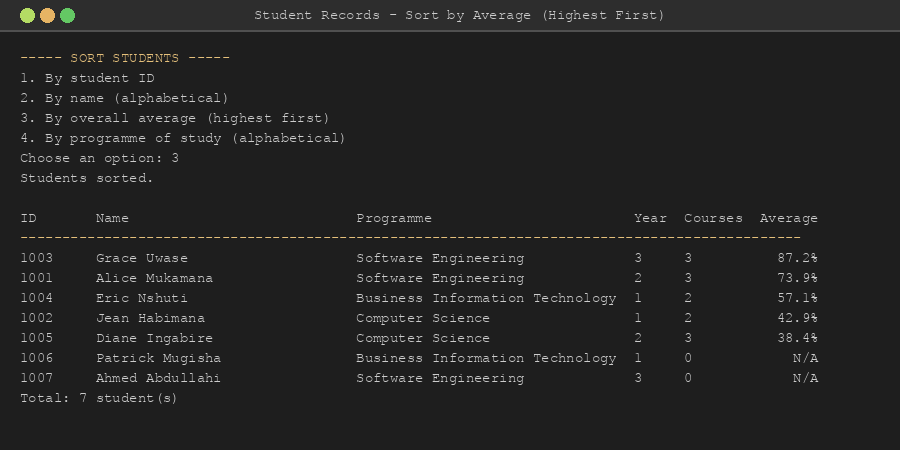 Student Records - Sort by Average (Highest First)
----- SORT STUDENTS -----
1. By student ID
2. By name (alphabetical)
3. By overall average (highest first)
4. By programme of study (alphabetical)
Choose an option: 3
Students sorted.
ID Name Programme Year Courses Average
---------------------------------------------------------------------------------------------
1003 Grace Uwase Software Engineering 3 3 87.2%
1001 Alice Mukamana Software Engineering 2 3 73.9%
1004 Eric Nshuti Business Information Technology 1 2 57.1%
1002 Jean Habimana Computer Science 1 2 42.9%
1005 Diane Ingabire Computer Science 2 3 38.4%
1006 Patrick Mugisha Business Information Technology 1 0 N/A
1007 Ahmed Abdullahi Software Engineering 3 0 N/A
Total: 7 student(s)